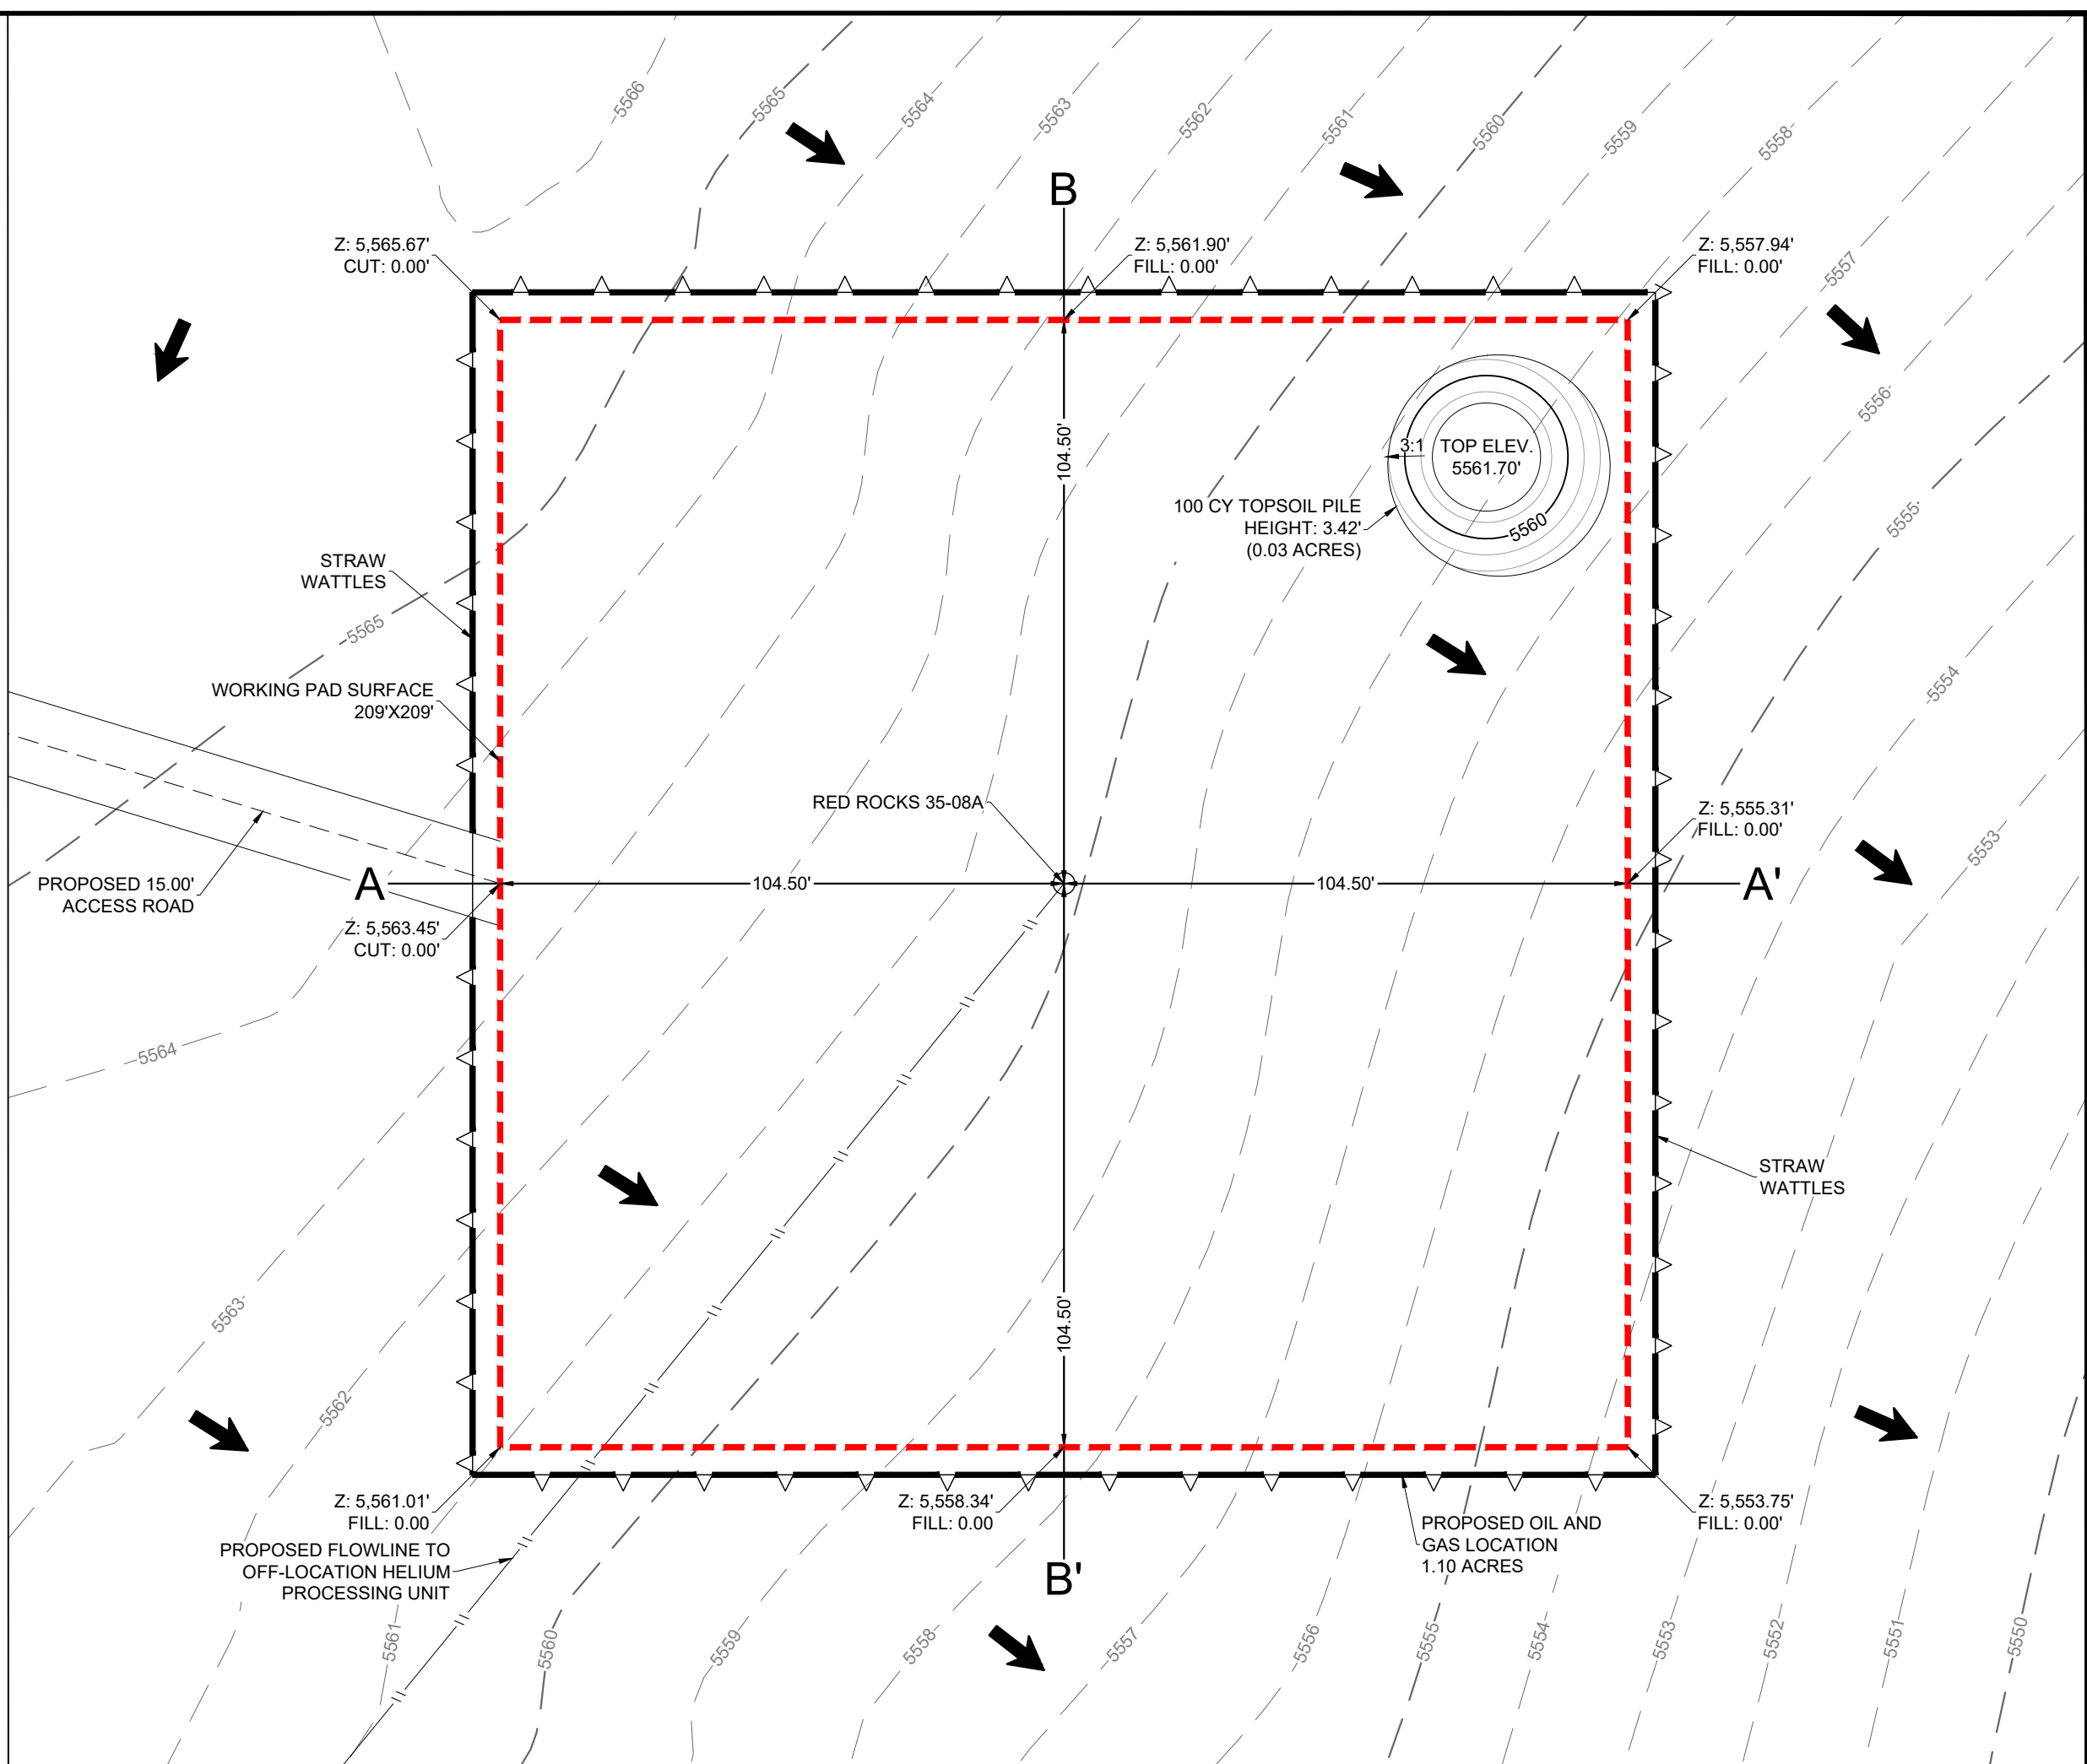 5566
5565
5564
5563
5562
5561
5560
5559
5558
B
Z: 5,565.67'
CUT: 0.00'
Z: 5,561.90'
FILL: 0.00'
Z: 5,557.94'
FILL: 0.00'
5557
5556
104.50'
3:1
TOP ELEV.
5561.70'
100 CY TOPSOIL PILE
HEIGHT: 3.42'
(0.03 ACRES)
5560
5555
STRAW
WATTLES
5565
WORKING PAD SURFACE
209'X209'
5554
RED ROCKS 35-08A
Z: 5,555.31'
FILL: 0.00'
5553
PROPOSED 15.00'
ACCESS ROAD
A
104.50'
104.50'
A'
Z: 5,563.45'
CUT: 0.00'
5564
STRAW
WATTLES
5563
104.50'
5562
Z: 5,561.01'
FILL: 0.00
Z: 5,558.34'
FILL: 0.00
Z: 5,553.75'
FILL: 0.00'
PROPOSED FLOWLINE TO
OFF-LOCATION HELIUM
PROCESSING UNIT
PROPOSED OIL AND
GAS LOCATION
1.10 ACRES
B'
5561
5560
5559
5558
5557
5556
5555
5554
5553
5552
5551
5550